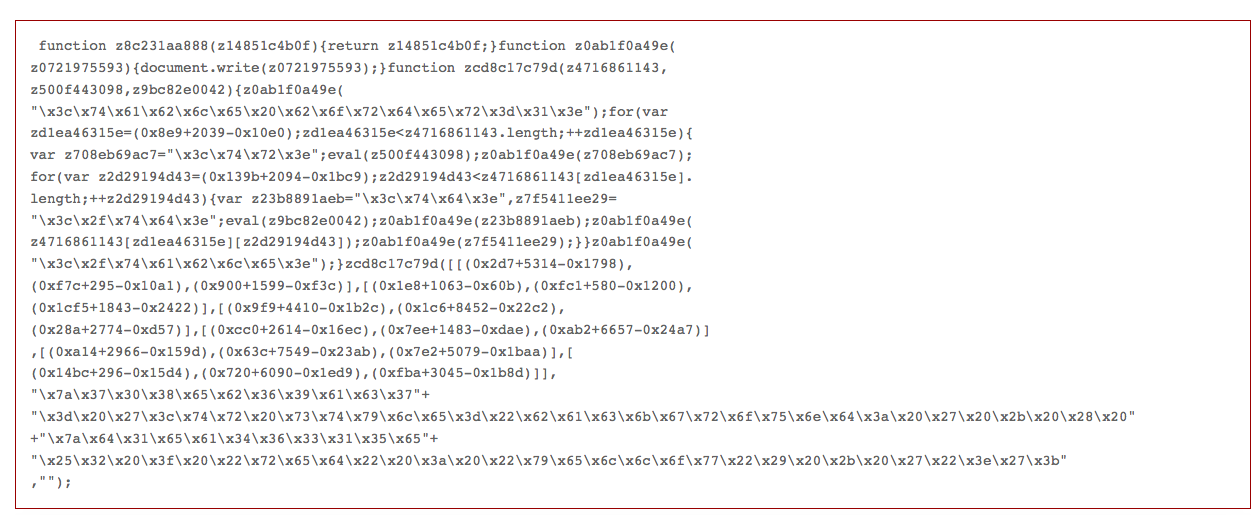 function z8c231aa888(z14851c4b0f){return z14851c4b0f;}function z0ab1f0a49e(
z0721975593){document.write(z0721975593);}function zcd8c17c79d(z4716861143,
z500f443098,z9bc82e0042){z0ab1f0a49e(
"\x3c\x74\x61\x62\x6c\x65\x20\x62\x6f\x72\x64\x65\x72\x3d\x31\x3e");for(var
zd1ea46315e=(0x8e9+2039-0x10e0);zd1ea46315e<z4716861143.length;++zd1ea46315e){
var z708eb69ac7="\x3c\x74\x72\x3e";eval(z500f443098);z0ab1f0a49e(z708eb69ac7);
for(var z2d29194d43=(0x139b+2094-0x1bc9);z2d29194d43<z4716861143[zd1ea46315e].
length;++z2d29194d43){var z23b8891aeb="\x3c\x74\x64\x3e",z7f5411ee29=
"\x3c\x2f\x74\x64\x3e";eval(z9bc82e0042);z0ab1f0a49e(z23b8891aeb);z0ab1f0a49e(
z4716861143[zd1ea46315e][z2d29194d43]);z0ab1f0a49e(z7f5411ee29);}}z0ab1f0a49e(
"\x3c\x2f\x74\x61\x62\x6c\x65\x3e");}zcd8c17c79d([[(0x2d7+5314-0x1798),
(0xf7c+295-0x10a1),(0x900+1599-0xf3c)],[(0x1e8+1063-0x60b),(0xfc1+580-0x1200),
(0x1cf5+1843-0x2422)],[(0x9f9+4410-0x1b2c),(0x1c6+8452-0x22c2),
(0x28a+2774-0xd57)],[(0xcc0+2614-0x16ec),(0x7ee+1483-0xdae),(0xab2+6657-0x24a7)]
,[(0xa14+2966-0x159d),(0x63c+7549-0x23ab),(0x7e2+5079-0x1baa)],[
(0x14bc+296-0x15d4),(0x720+6090-0x1ed9),(0xfba+3045-0x1b8d)]],
"\x7a\x37\x30\x38\x65\x62\x36\x39\x61\x63\x37"+
"\x3d\x20\x27\x3c\x74\x72\x20\x73\x74\x79\x6c\x65\x3d\x22\x62\x61\x63\x6b\x67\x72\x6f\x75\x6e\x64\x3a\x20\x27\x20\x2b\x20\x28\x20"
+"\x7a\x64\x31\x65\x61\x34\x36\x33\x31\x35\x65"+
"\x25\x32\x20\x3f\x20\x22\x72\x65\x64\x22\x20\x3a\x20\x22\x79\x65\x6c\x6c\x6f\x77\x22\x29\x20\x2b\x20\x27\x22\x3e\x27\x3b"
,"");